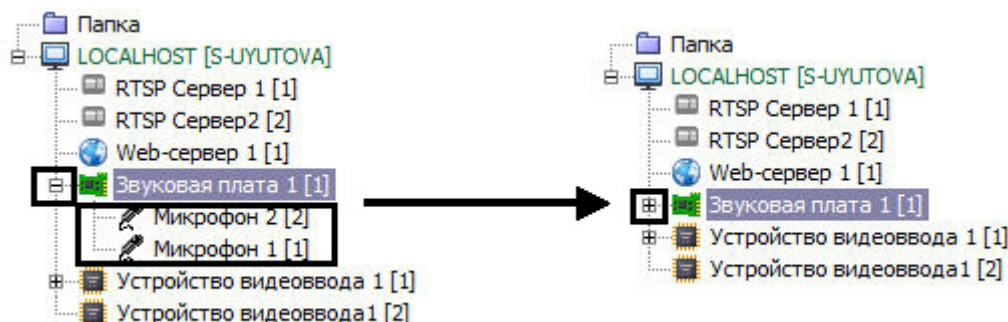 Папка
LOCALHOST [S-UYUTOVA]
RTSP Сервер 1 [1]
RTSP Сервер2 [2]
Web-сервер 1 [1]
Звуковая плата 1 [1]
Микрофон 2 [2]
Микрофон 1 [1]
Устройство видеоввода 1 [1]
Устройство видеоввода1 [2]
Папка
LOCALHOST [S-UYUTOVA]
RTSP Сервер 1 [1]
RTSP Сервер2 [2]
Web-сервер 1 [1]
Звуковая плата 1 [1]
Устройство видеоввода 1 [1]
Устройство видеоввода1 [2]